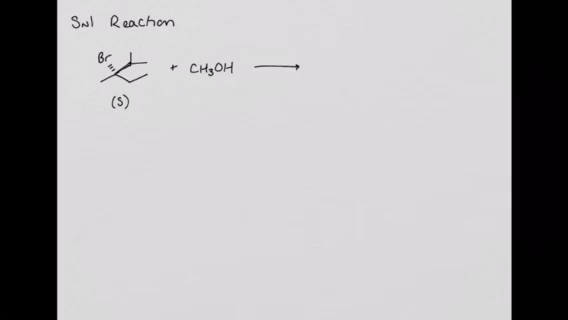 SN1 Reaction
Br
+ CH3OH
(S)